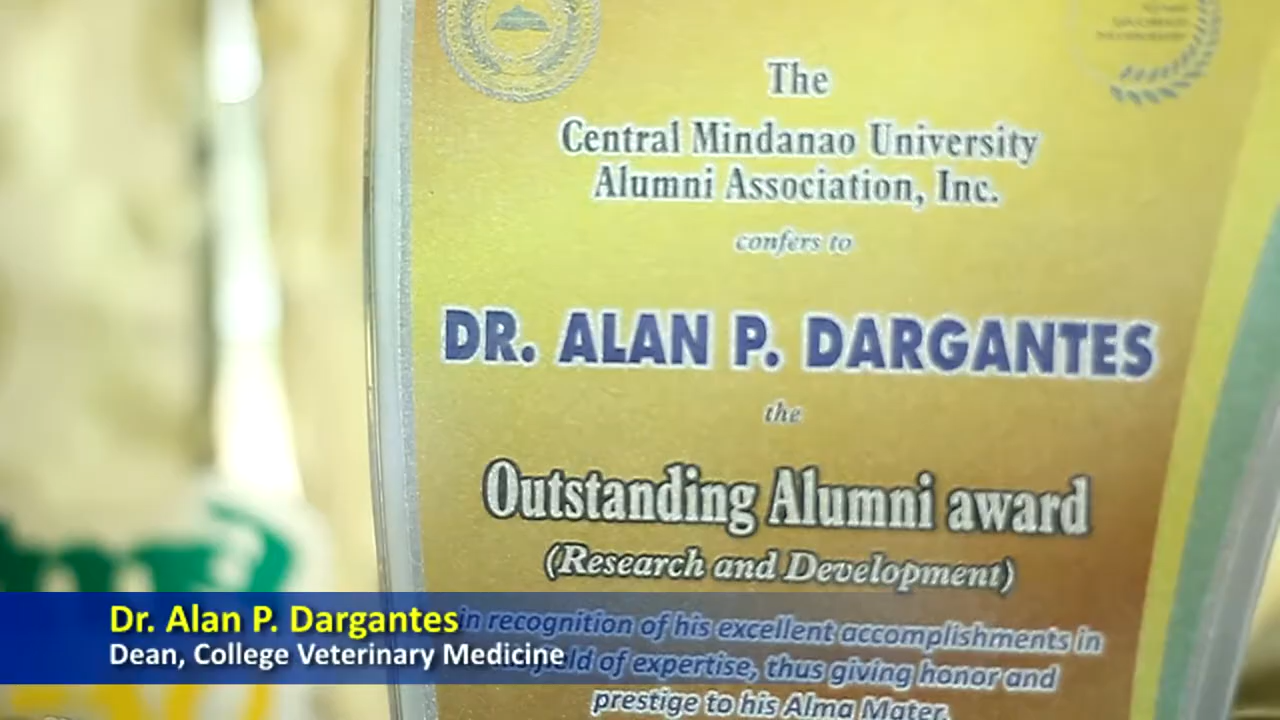 The
Central Mindanao University
Alumni Association, Inc.
confers to
DR. ALAN P. DARGANTES
the
Outstanding Alumni award
(Research and Development)
in recognition of his excellent accomplishments in
of expertise, thus giving honor and
prestige to his Alma Mater.
Dr. Alan P. Dargantes
Dean, College Veterinary Medicine